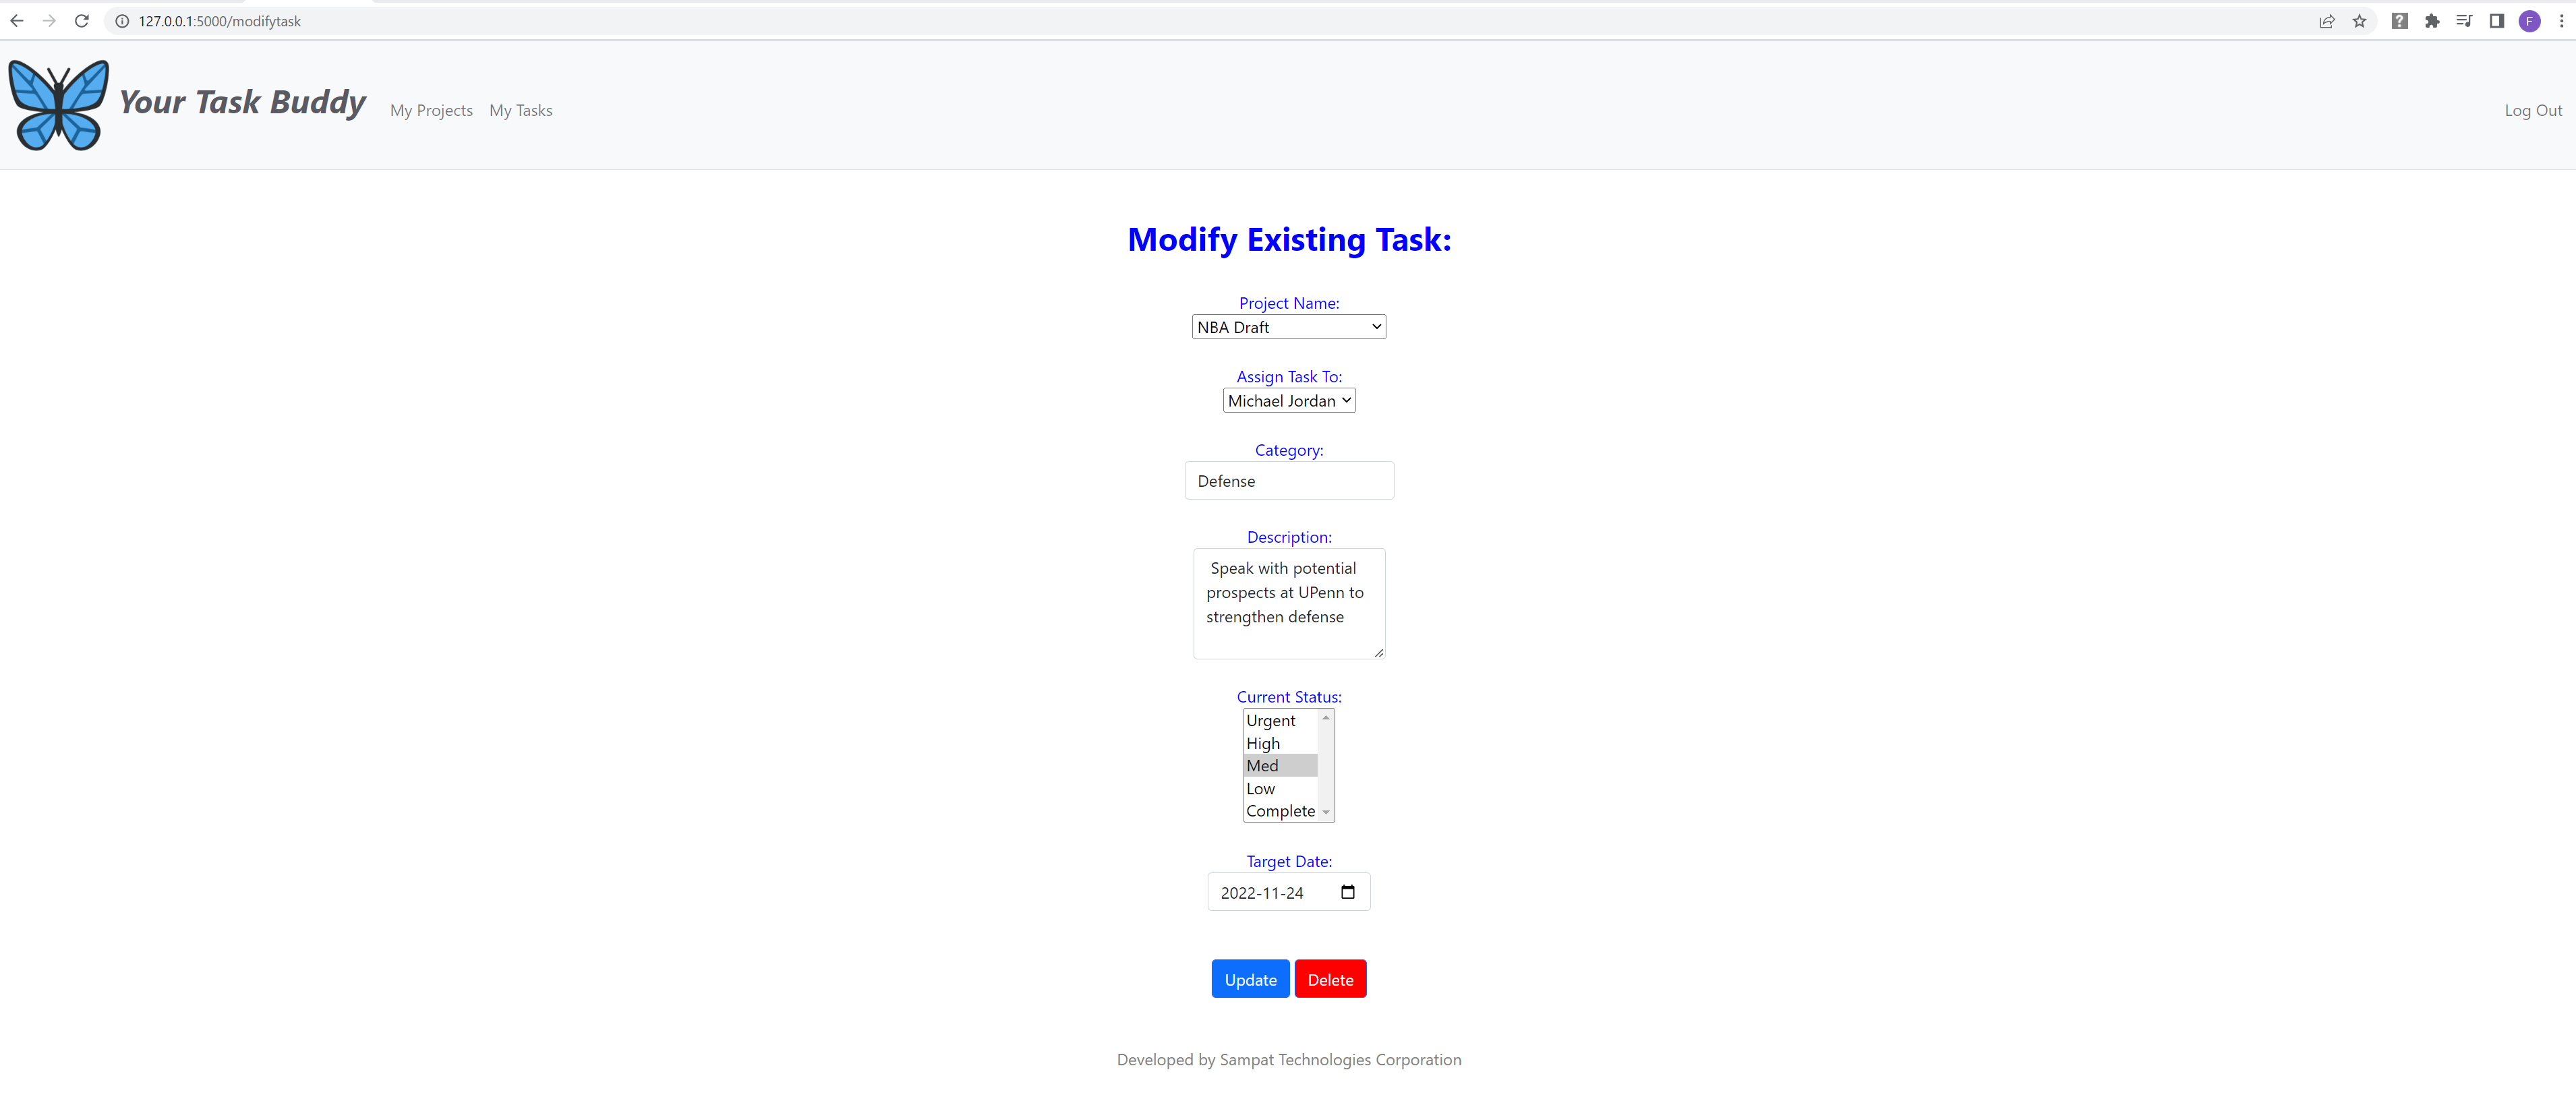 127.0.0.1:5000/modifytask
F
Your Task Buddy My Projects My Tasks Log Out
Modify Existing Task:
Project Name:
NBA Draft
Assign Task To:
Michael Jordan
Category:
Defense
Description:
Speak with potential
prospects at UPenn to
strengthen defense
Current Status:
Urgent
High
Med
Low
Complete
Target Date:
2022-11-24
Update Delete
Developed by Sampat Technologies Corporation